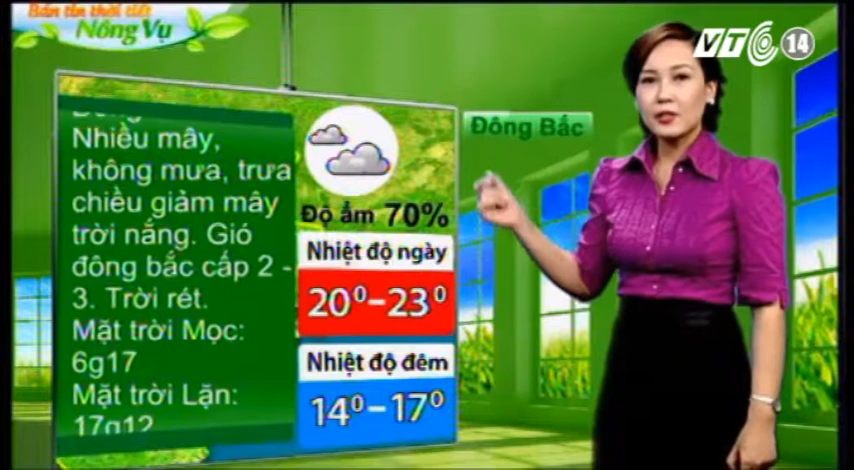 Bản tin thời tiết
Nông Vụ
VTC 14
Đông Bắc
Nhiều mây,
không mưa, trưa
chiều giảm mây
trời nắng. Gió
đông bắc cấp 2 -
3. Trời rét.
Mặt trời Mọc:
6g17
Mặt trời Lặn:
17g12
Độ ẩm 70%
Nhiệt độ ngày
20⁰-23⁰
Nhiệt độ đêm
14⁰-17⁰